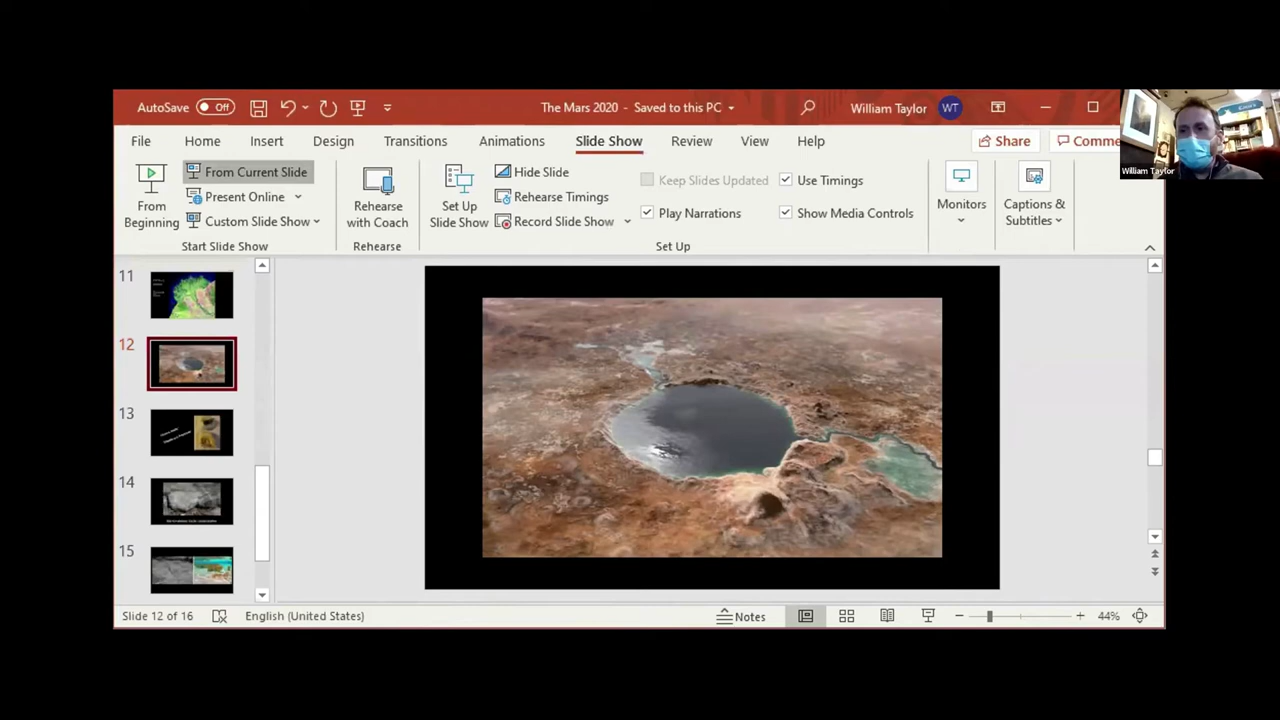 AutoSave Off The Mars 2020 - Saved to this PC William Taylor WT
File Home Insert Design Transitions Animations Slide Show Review View Help Share Comme
From Beginning
From Current Slide
Present Online
Custom Slide Show
Start Slide Show
Rehearse with Coach
Rehearse
Set Up Slide Show
Hide Slide
Rehearse Timings
Record Slide Show
Keep Slides Updated
Play Narrations
Use Timings
Show Media Controls
Set Up
Monitors
Captions & Subtitles
William Taylor
11
12
13
14
15
Slide 12 of 16 English (United States) Notes 44%